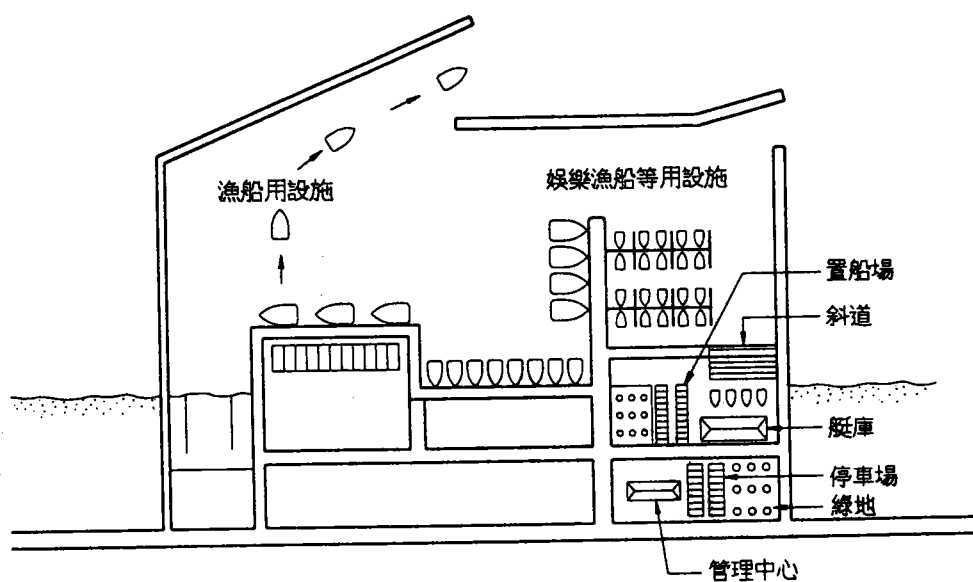 漁船用設施
娛樂漁船等用設施
置船場
斜道
艇庫
停車場
綠地
管理中心